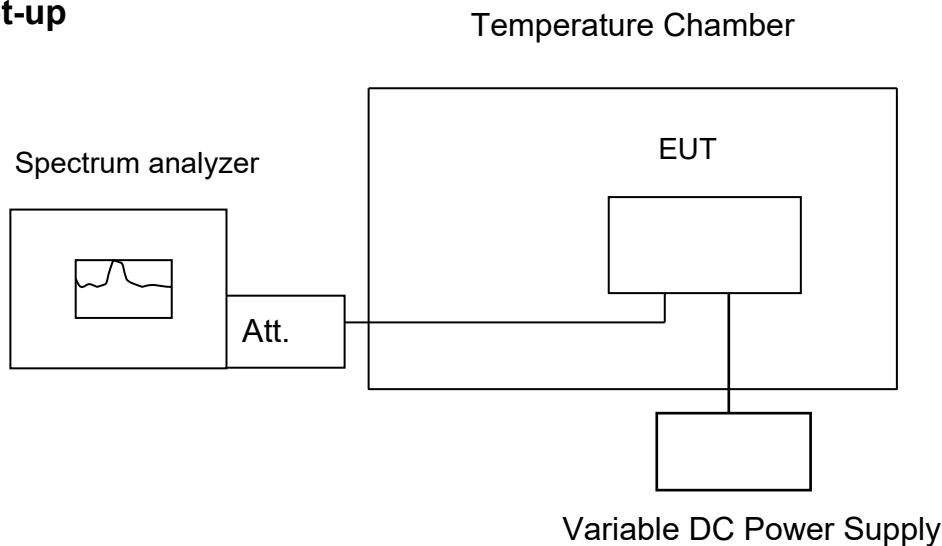 t-up
Temperature Chamber
Spectrum analyzer
EUT
Att.
Variable DC Power Supply